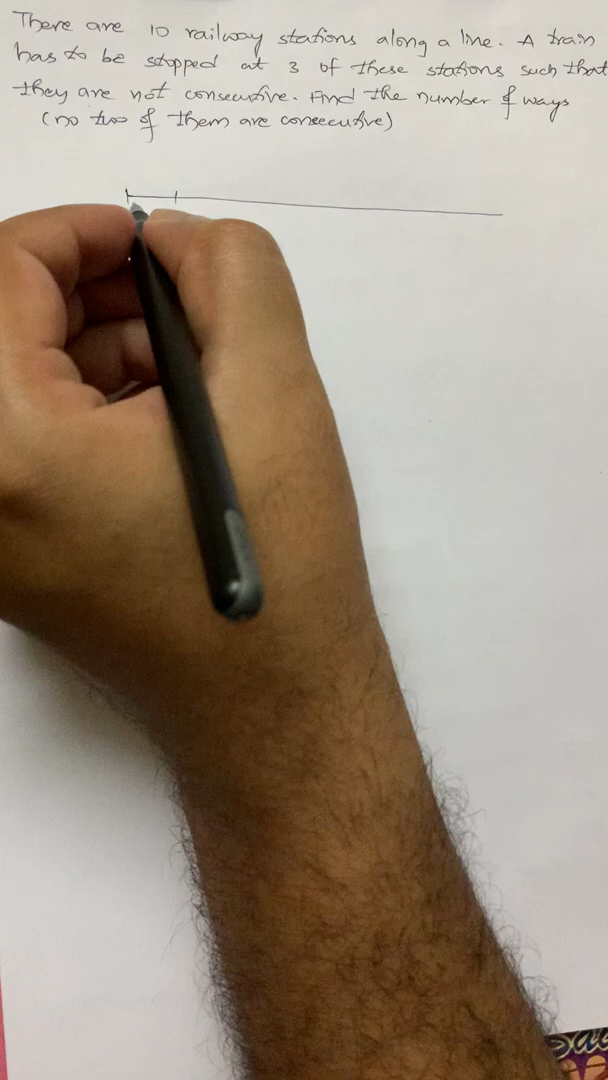 There are 10 railway stations along a line. A train
has to be stopped at 3 of these stations such that
they are not consecutive. Find the number of ways
(no two of them are consecutive)